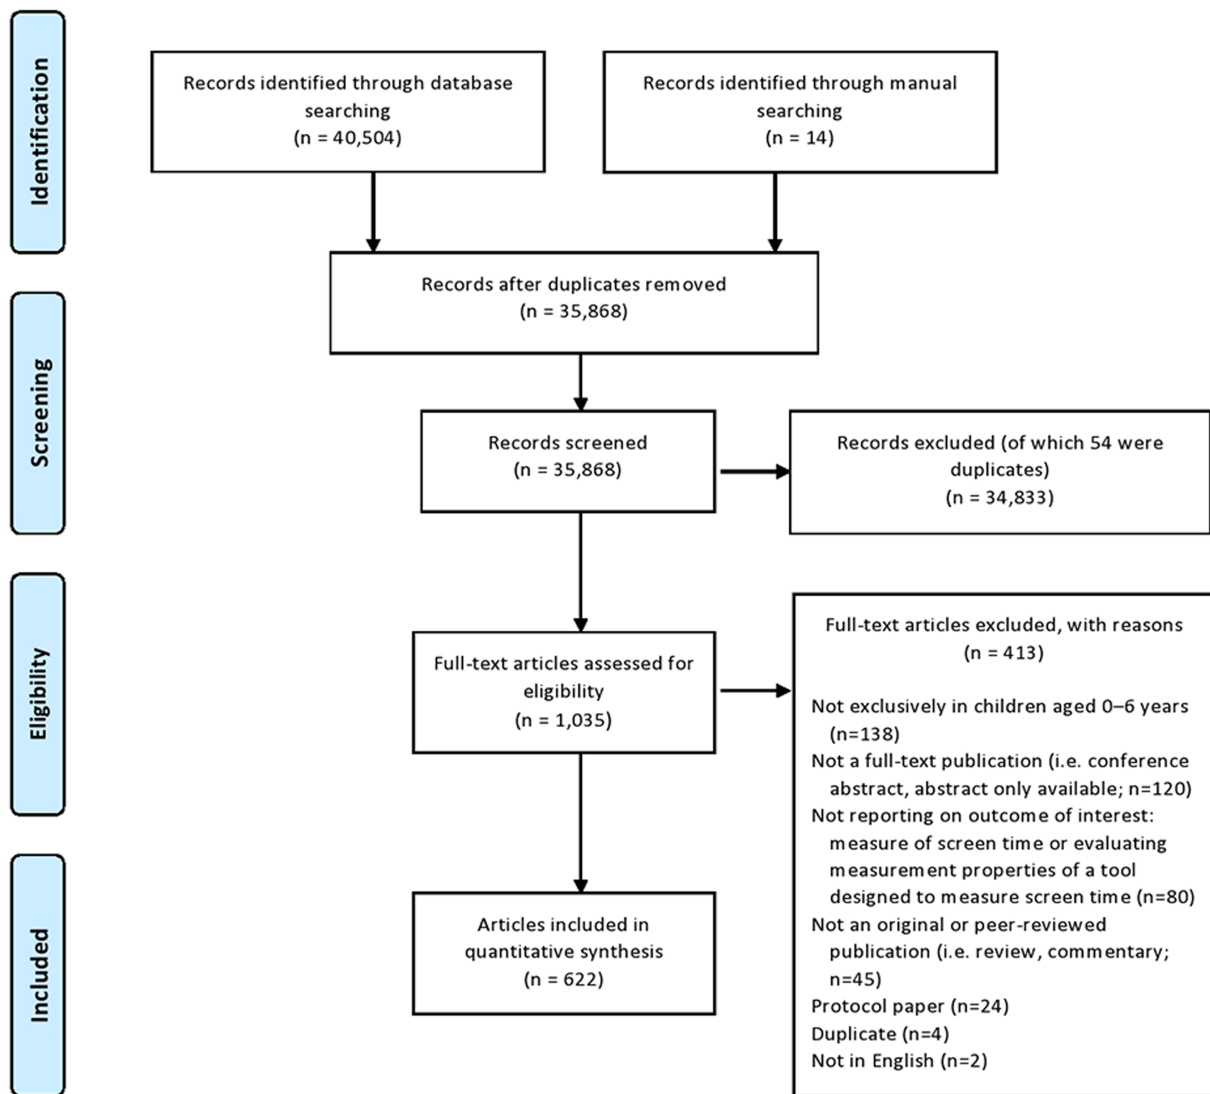 Identification
Records identified through database
searching
(n = 40,504)
Records identified through manual
searching
(n = 14)
Records after duplicates removed
(n = 35,868)
Screening
Records screened
(n = 35,868)
Records excluded (of which 54 were
duplicates)
(n = 34,833)
Eligibility
Full-text articles assessed for
eligibility
(n = 1,035)
Full-text articles excluded, with reasons
(n = 413)
Not exclusively in children aged 0–6 years
(n=138)
Not a full-text publication (i.e. conference
abstract, abstract only available; n=120)
Not reporting on outcome of interest:
measure of screen time or evaluating
measurement properties of a tool
designed to measure screen time (n=80)
Not an original or peer-reviewed
publication (i.e. review, commentary;
n=45)
Protocol paper (n=24)
Duplicate (n=4)
Not in English (n=2)
Included
Articles included in
quantitative synthesis
(n = 622)